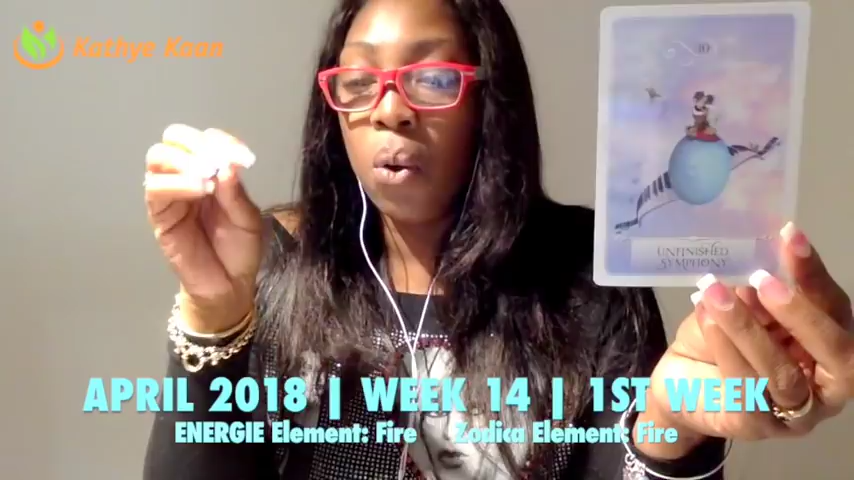 Kathye Kaan
10
UNFINISHED
SYMPHONY
APRIL 2018 | WEEK 14 | 1ST WEEK
ENERGIE Element: Fire Zodica Element: Fire